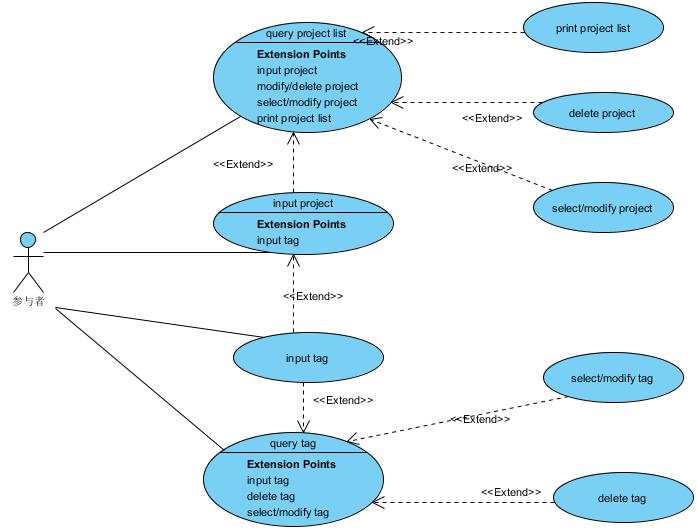 query project list
Extension Points
input project
modify/delete project
select/modify project
print project list
<<Extend>>
print project list
<<Extend>>
delete project
<<Extend>>
select/modify project
<<Extend>>
input project
Extension Points
input tag
参与者
<<Extend>>
input tag
<<Extend>>
select/modify tag
<<Extend>>
query tag
Extension Points
input tag
delete tag
select/modify tag
<<Extend>>
delete tag